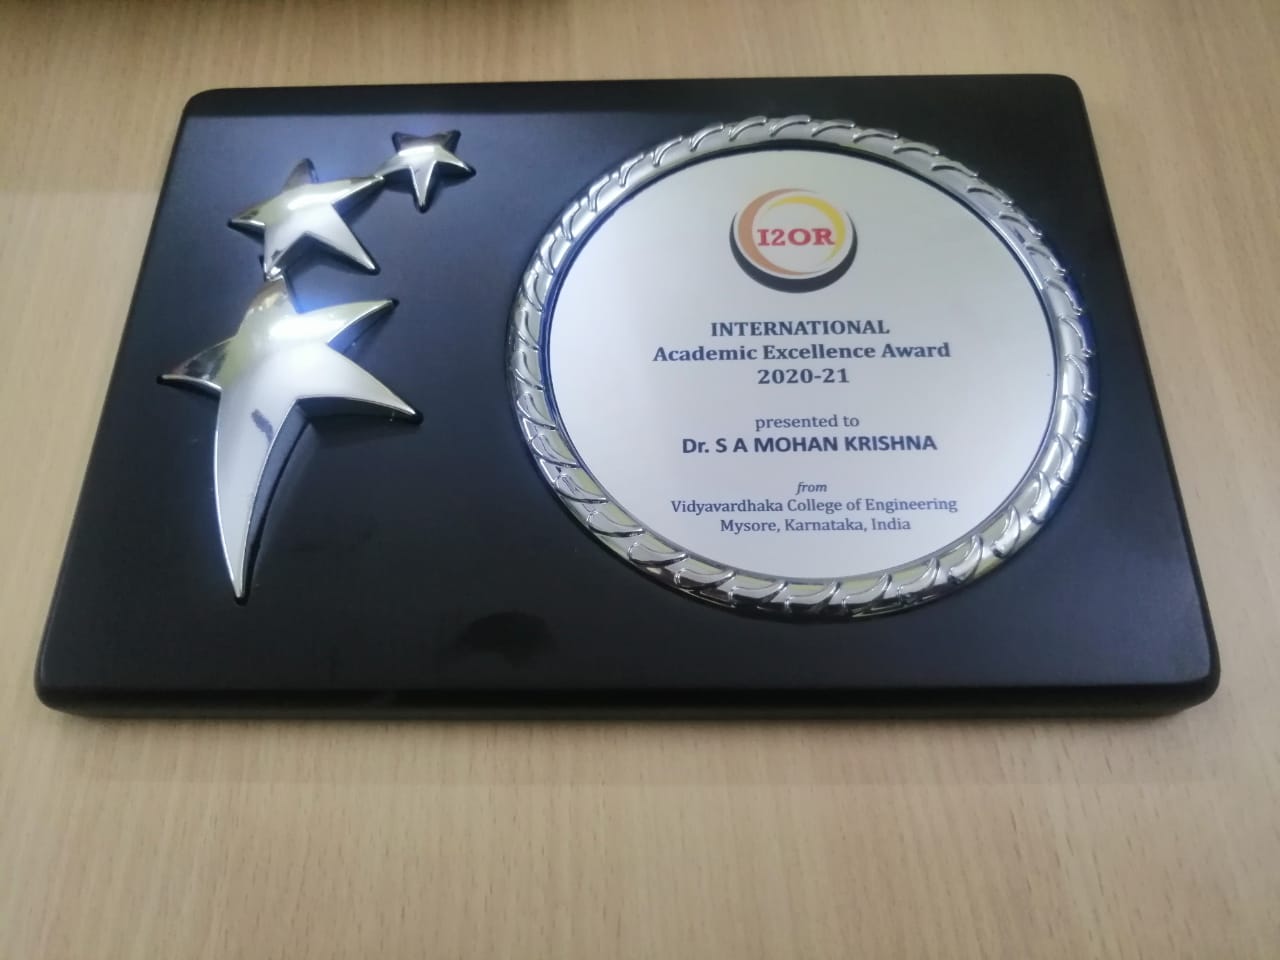 I2OR
INTERNATIONAL
Academic Excellence Award
2020-21
presented to
Dr. S A MOHAN KRISHNA
from
Vidyavardhaka College of Engineering
Mysore, Karnataka, India